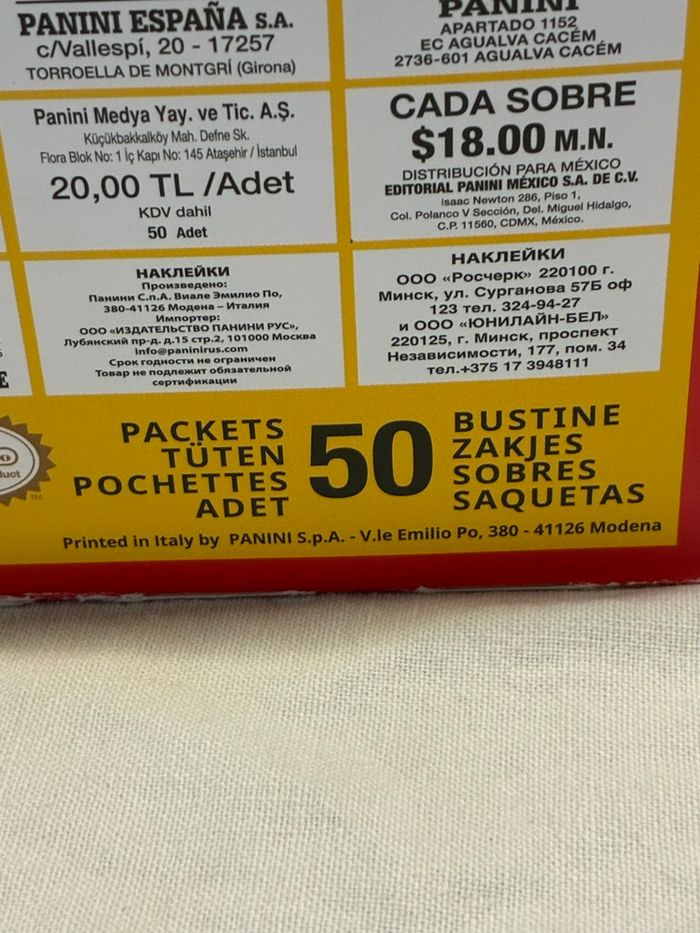 PANINI ESPAÑA S.A.
c/Vallespí, 20 - 17257
TORROELLA DE MONTGRÍ (Girona)
PANINI
APARTADO 1152
EC AGUALVA CACÉM
2736-601 AGUALVA CACÉM
Panini Medya Yay. ve Tic. A.Ş.
Küçükbakkalköy Mah. Defne Sk.
Flora Blok No: 1 İç Kapı No: 145 Ataşehir / İstanbul
20,00 TL /Adet
KDV dahil
50 Adet
CADA SOBRE
$18.00 M.N.
DISTRIBUCIÓN PARA MÉXICO
EDITORIAL PANINI MÉXICO S.A. DE C.V.
Isaac Newton 286, Piso 1,
Col. Polanco V Sección, Del. Miguel Hidalgo,
C.P. 11560, CDMX, México.
НАКЛЕЙКИ
Произведено:
Панини С.п.А. Виале Эмилио По,
380-41126 Модена – Италия
Импортер:
ООО «ИЗДАТЕЛЬСТВО ПАНИНИ РУС»,
Лубянский пр-д, д.15 стр.2, 101000 Москва
info@paninirus.com
Срок годности не ограничен
Товар не подлежит обязательной
сертификации
НАКЛЕЙКИ
ООО «Росчерк» 220100 г.
Минск, ул. Сурганова 57Б оф
123 тел. 324-94-27
и ООО «ЮНИЛАЙН-БЕЛ»
220125, г. Минск, проспект
Независимости, 177, пом. 34
тел.+375 17 3948111
PACKETS
TÜTEN
POCHETTES
ADET
50
BUSTINE
ZAKJES
SOBRES
SAQUETAS
TM
Printed in Italy by PANINI S.p.A. - V.le Emilio Po, 380 - 41126 Modena